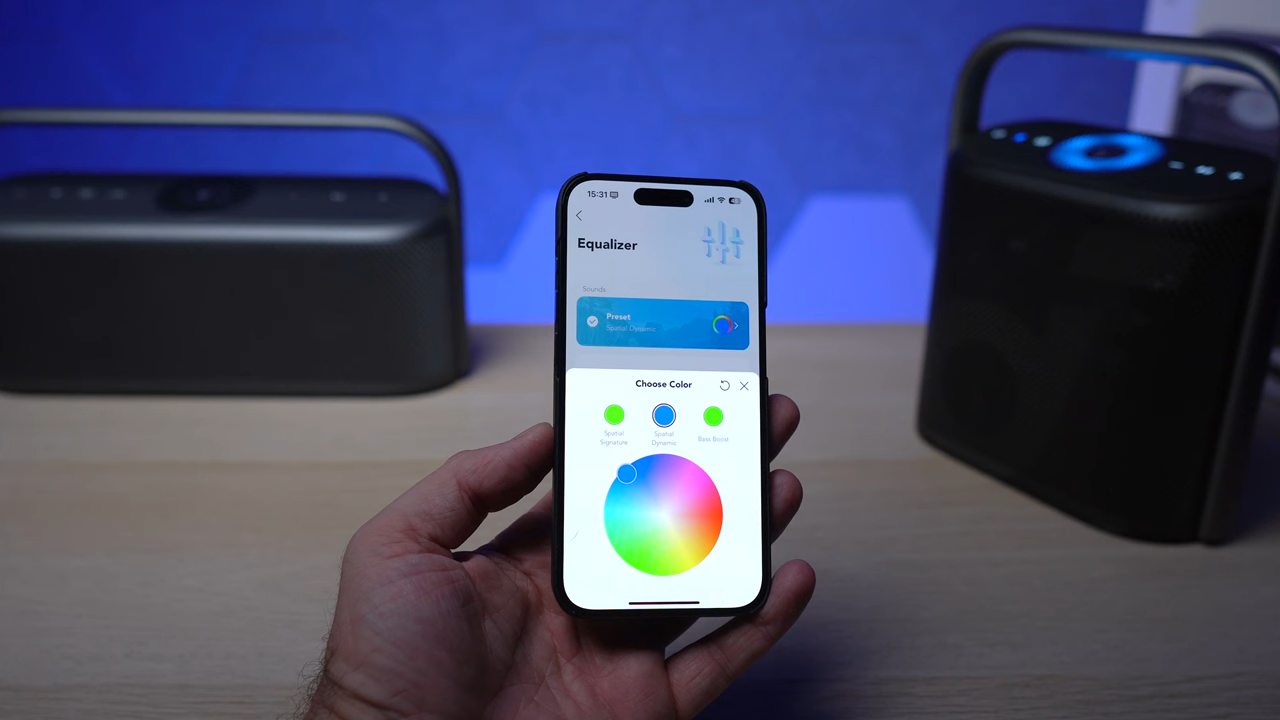 15:31
Equalizer
Sounds
Preset
Spatial Dynamic
Choose Color
Spatial
Signature
Spatial
Dynamic
Bass Boost